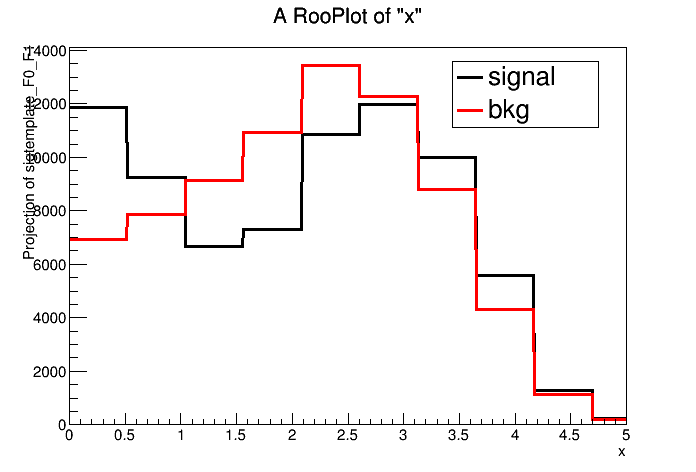 A RooPlot of "x"
signal
bkg
Projection of sigtemplate_F0_F1
14000
12000
10000
8000
6000
4000
2000
0
0 0.5 1 1.5 2 2.5 3 3.5 4 4.5 5
x